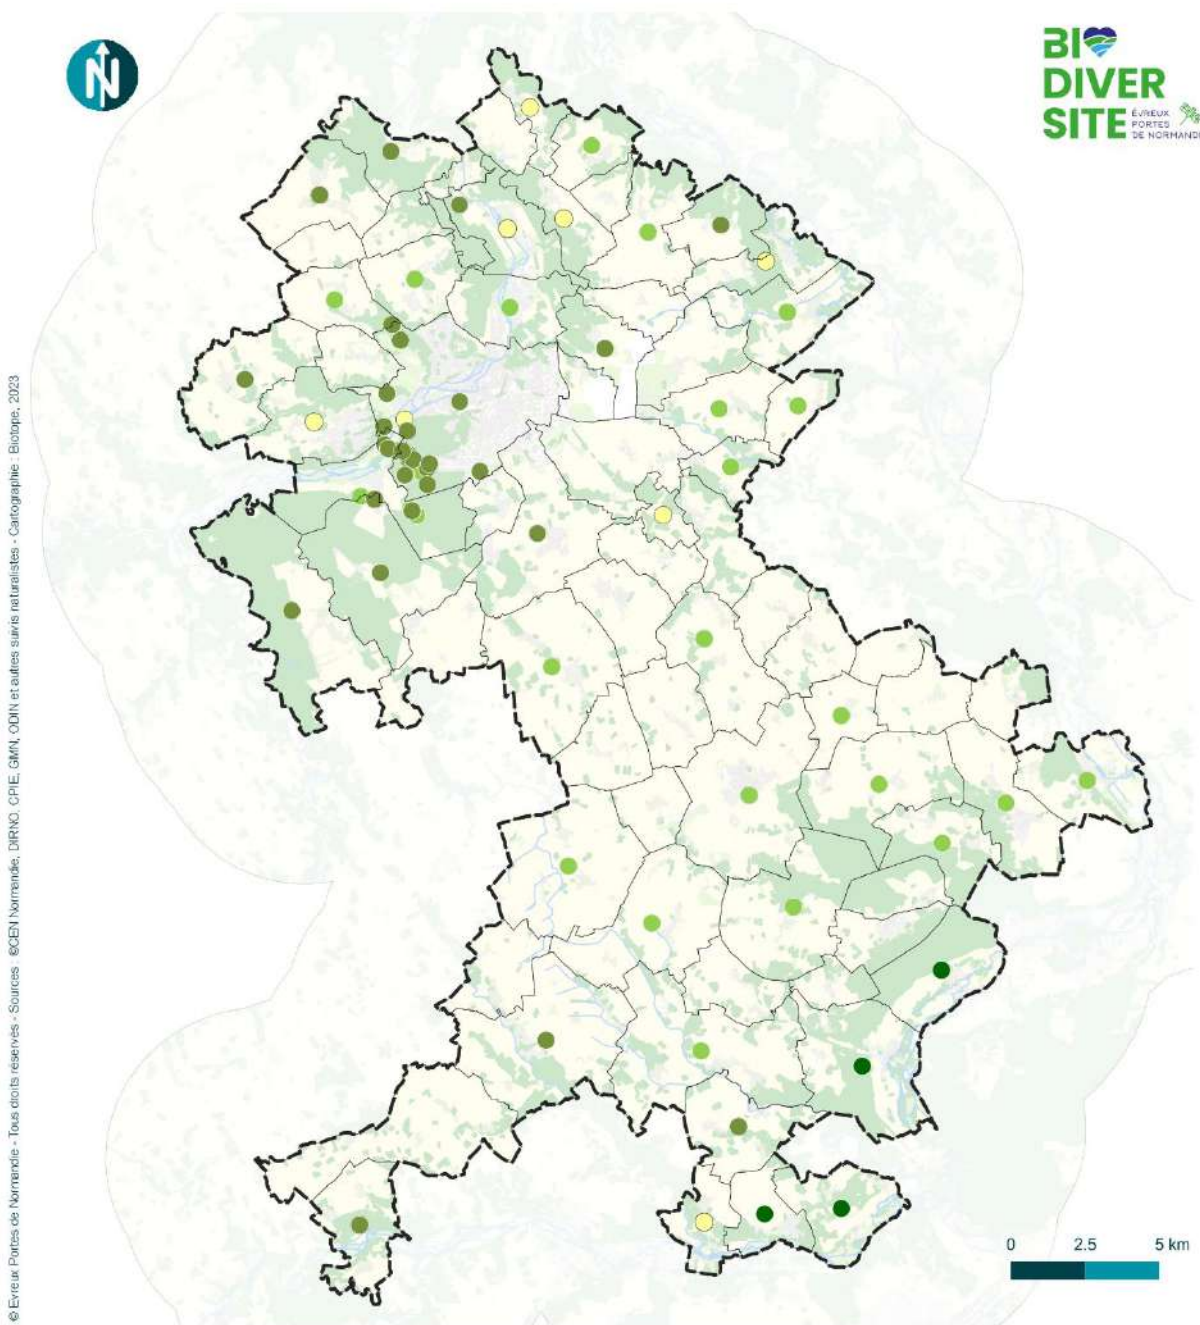 N
BI
DIVER
SITE
ÉVREUX
PORTES
DE NORMANDI
© Evreux Portes de Normandie - Tous droits réservés - Sources : ©CEN Normandie, DIRNO, CPIE, GMN, ODIN et autres suivis naturalistes - Cartographie : Biotope, 2023
0 2.5 5 km